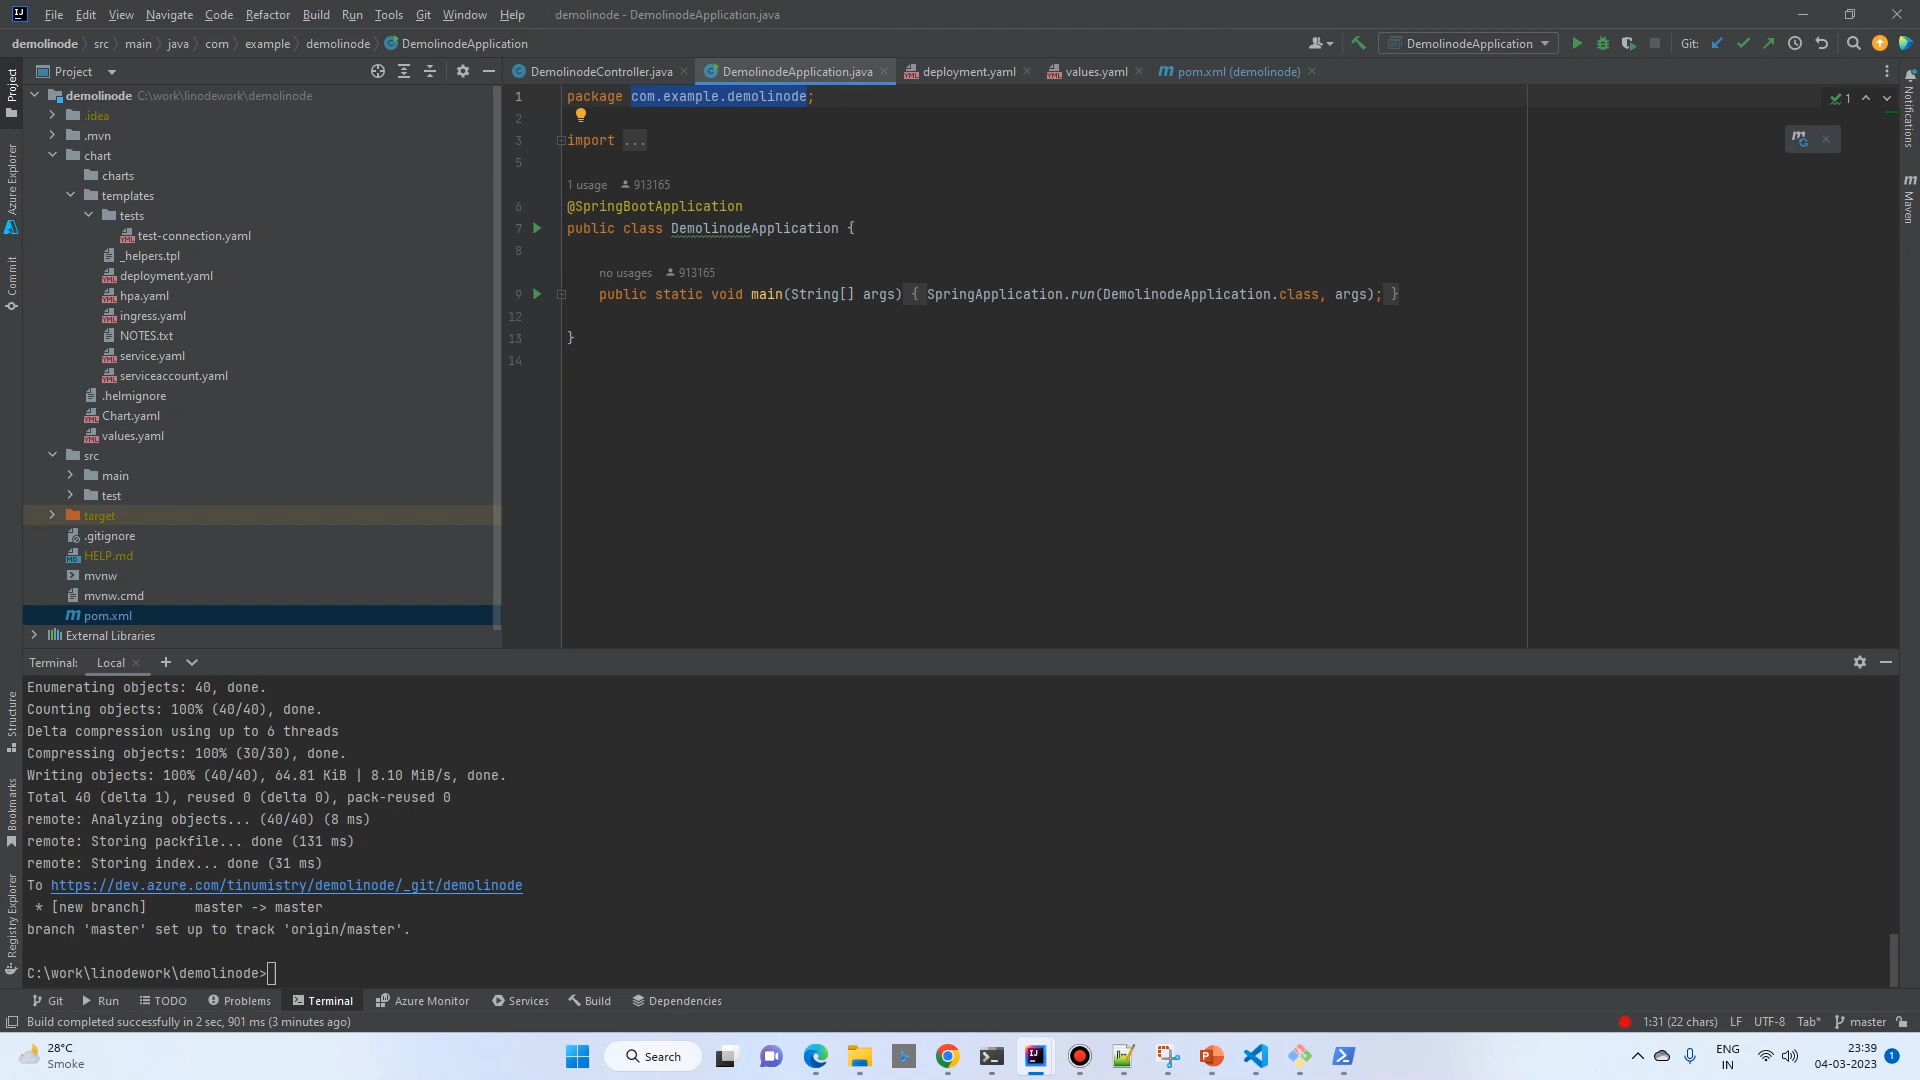 File Edit View Navigate Code Refactor Build Run Tools Git Window Help demolinode - DemolinodeApplication.java
demolinode src main java com example demolinode DemolinodeApplication DemolinodeApplication Git:
Project
DemolinodeController.java DemolinodeApplication.java deployment.yaml values.yaml pom.xml (demolinode)
demolinode C:\work\linodework\demolinode
.idea
.mvn
chart
charts
templates
tests
test-connection.yaml
_helpers.tpl
deployment.yaml
hpa.yaml
ingress.yaml
NOTES.txt
service.yaml
serviceaccount.yaml
.helmignore
Chart.yaml
values.yaml
src
main
test
target
.gitignore
HELP.md
mvnw
mvnw.cmd
pom.xml
External Libraries
1 package com.example.demolinode;
2
3 import ...
5
1 usage 913165
6 @SpringBootApplication
7 public class DemolinodeApplication {
8
no usages 913165
9 public static void main(String[] args) { SpringApplication.run(DemolinodeApplication.class, args); }
12
13 }
14
1
Project
Azure Explorer
Commit
Structure
Bookmarks
Registry Explorer
Notifications
Maven
Terminal: Local
Enumerating objects: 40, done.
Counting objects: 100% (40/40), done.
Delta compression using up to 6 threads
Compressing objects: 100% (30/30), done.
Writing objects: 100% (40/40), 64.81 KiB | 8.10 MiB/s, done.
Total 40 (delta 1), reused 0 (delta 0), pack-reused 0
remote: Analyzing objects... (40/40) (8 ms)
remote: Storing packfile... done (131 ms)
remote: Storing index... done (31 ms)
To https://dev.azure.com/tinumistry/demolinode/_git/demolinode
* [new branch] master -> master
branch 'master' set up to track 'origin/master'.
C:\work\linodework\demolinode>
Git Run TODO Problems Terminal Azure Monitor Services Build Dependencies
Build completed successfully in 2 sec, 901 ms (3 minutes ago) 1:31 (22 chars) LF UTF-8 Tab* master
28°C
Smoke
Search
ENG
IN
23:39
04-03-2023
1